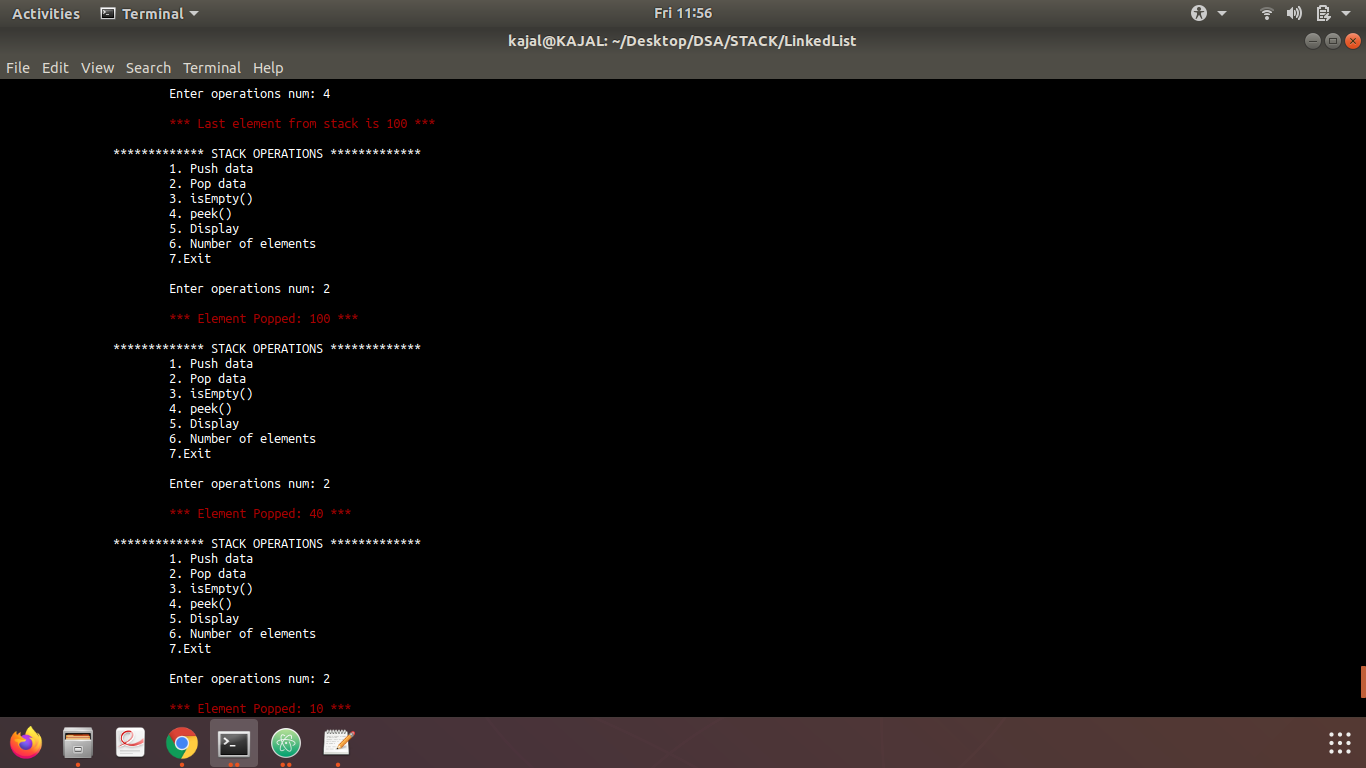 Activities Terminal Fri 11:56
kajal@KAJAL: ~/Desktop/DSA/STACK/LinkedList
File Edit View Search Terminal Help
Enter operations num: 4
*** Last element from stack is 100 ***
************* STACK OPERATIONS *************
1. Push data
2. Pop data
3. isEmpty()
4. peek()
5. Display
6. Number of elements
7.Exit
Enter operations num: 2
*** Element Popped: 100 ***
************* STACK OPERATIONS *************
1. Push data
2. Pop data
3. isEmpty()
4. peek()
5. Display
6. Number of elements
7.Exit
Enter operations num: 2
*** Element Popped: 40 ***
************* STACK OPERATIONS *************
1. Push data
2. Pop data
3. isEmpty()
4. peek()
5. Display
6. Number of elements
7.Exit
Enter operations num: 2
*** Element Popped: 10 ***